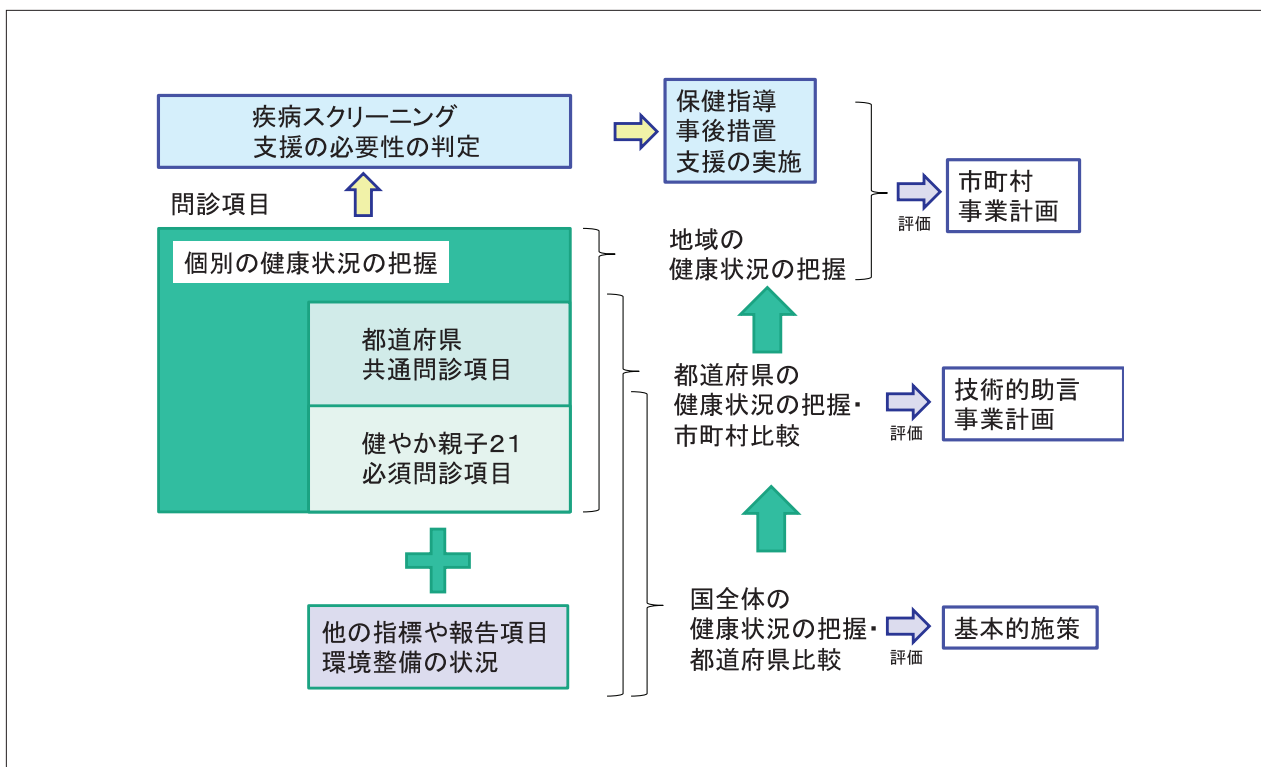 疾病スクリーニング
支援の必要性の判定
保健指導
事後措置
支援の実施
市町村
事業計画
評価
問診項目
個別の健康状況の把握
地域の
健康状況の把握
都道府県
共通問診項目
都道府県の
健康状況の把握・
市町村比較
評価
技術的助言
事業計画
健やか親子21
必須問診項目
他の指標や報告項目
環境整備の状況
国全体の
健康状況の把握・
都道府県比較
評価
基本的施策